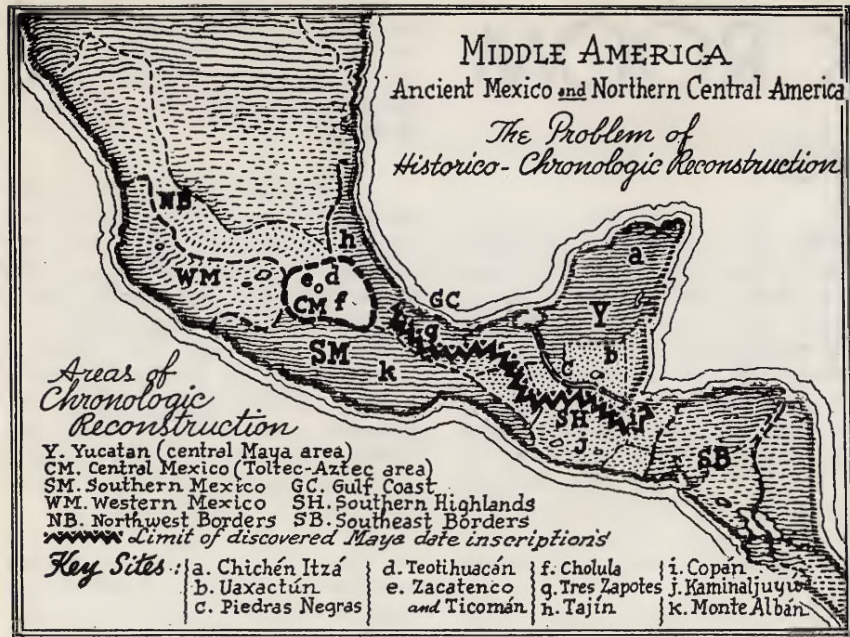 MIDDLE AMERICA
Ancient Mexico and Northern Central America
The Problem of
Historico-Chronologic Reconstruction
NB
h
a
WM
e d
CM f
GC
Y
g
SM
k
c b
SH
i
j
SB
Areas of
Chronologic
Reconstruction
Y. Yucatan (central Maya area)
CM. Central Mexico (Toltec-Aztec area)
SM. Southern Mexico GC. Gulf Coast
WM. Western Mexico SH. Southern Highlands
NB. Northwest Borders SB. Southeast Borders
Limit of discovered Maya date inscriptions
Key Sites:
a. Chichén Itzá
b. Uaxactún
c. Piedras Negras
d. Teotihuacán
e. Zacatenco
and Ticomán
f. Cholula
g. Tres Zapotes
h. Tajín
i. Copán
j. Kaminaljuyu
k. Monte Albán